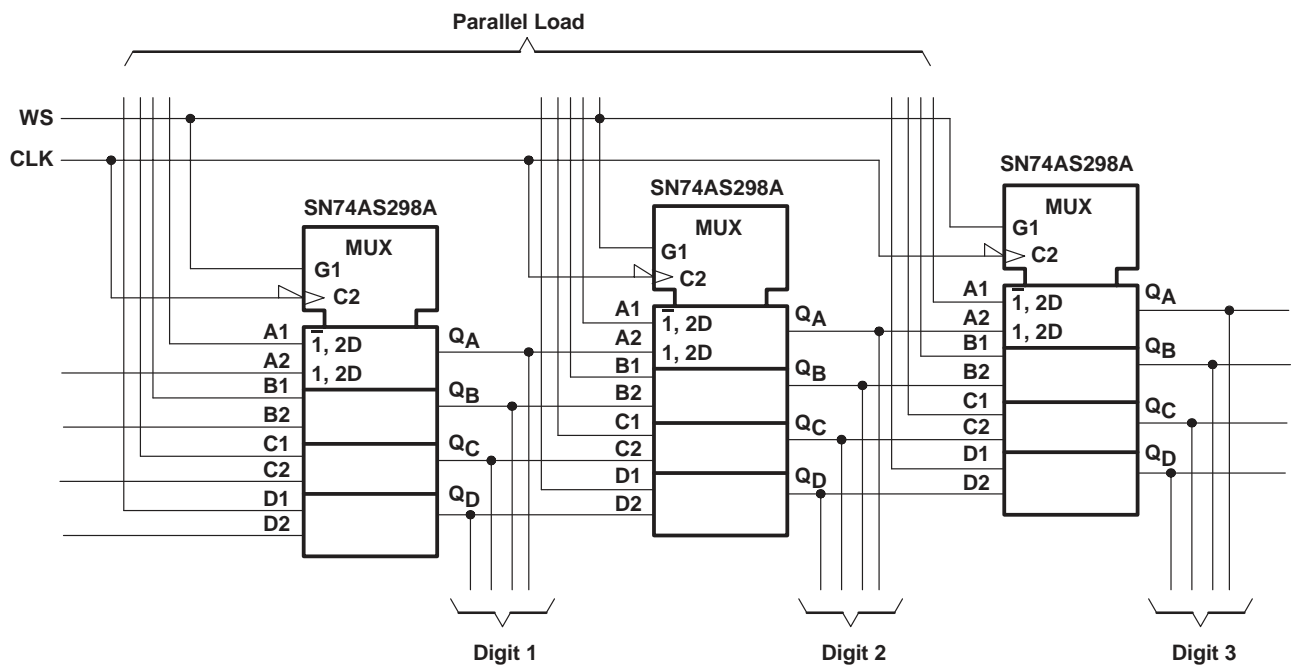 Parallel Load
WS
CLK
SN74AS298A
MUX
G1
C2
A1
A2
B1
B2
C1
C2
D1
D2
1̅, 2D
1, 2D
QA
QB
QC
QD
Digit 1
SN74AS298A
MUX
G1
C2
A1
A2
B1
B2
C1
C2
D1
D2
1̅, 2D
1, 2D
QA
QB
QC
QD
Digit 2
SN74AS298A
MUX
G1
C2
A1
A2
B1
B2
C1
C2
D1
D2
1̅, 2D
1, 2D
QA
QB
QC
QD
Digit 3